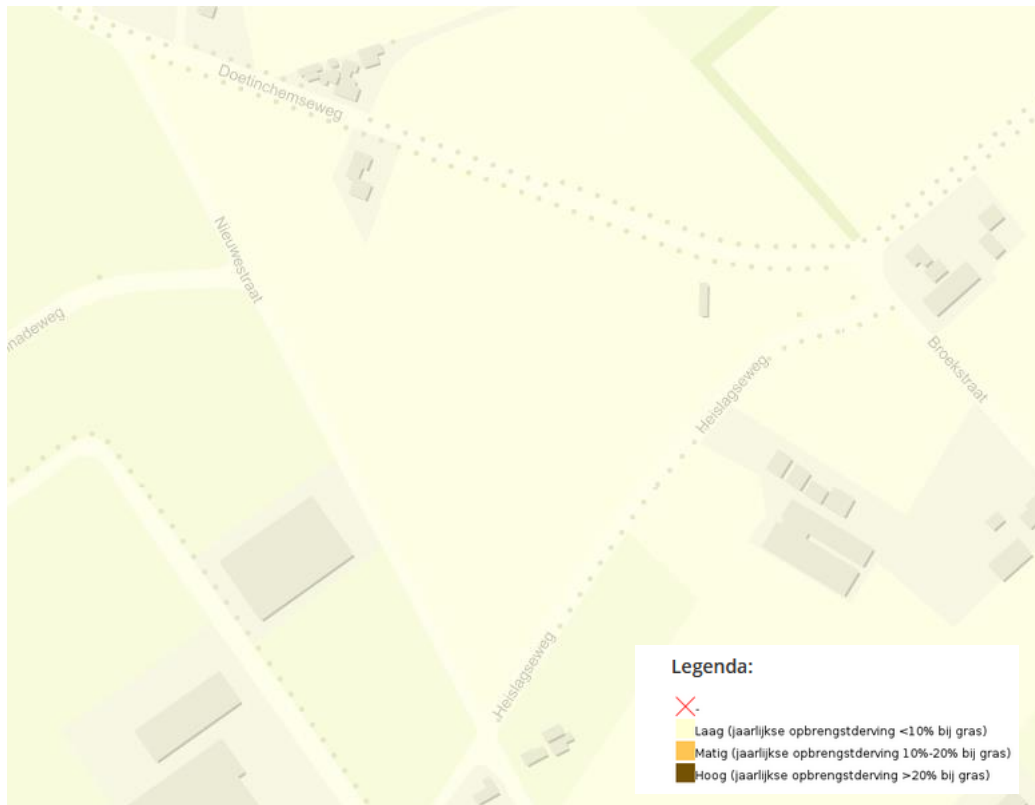 Doetinchemseweg
Nieuwestraat
nadeweg
Heislagseweg
Broekstraat
Heislagseweg
Legenda:
-
Laag (jaarlijkse opbrengstderving <10% bij gras)
Matig (jaarlijkse opbrengstderving 10%-20% bij gras)
Hoog (jaarlijkse opbrengstderving >20% bij gras)